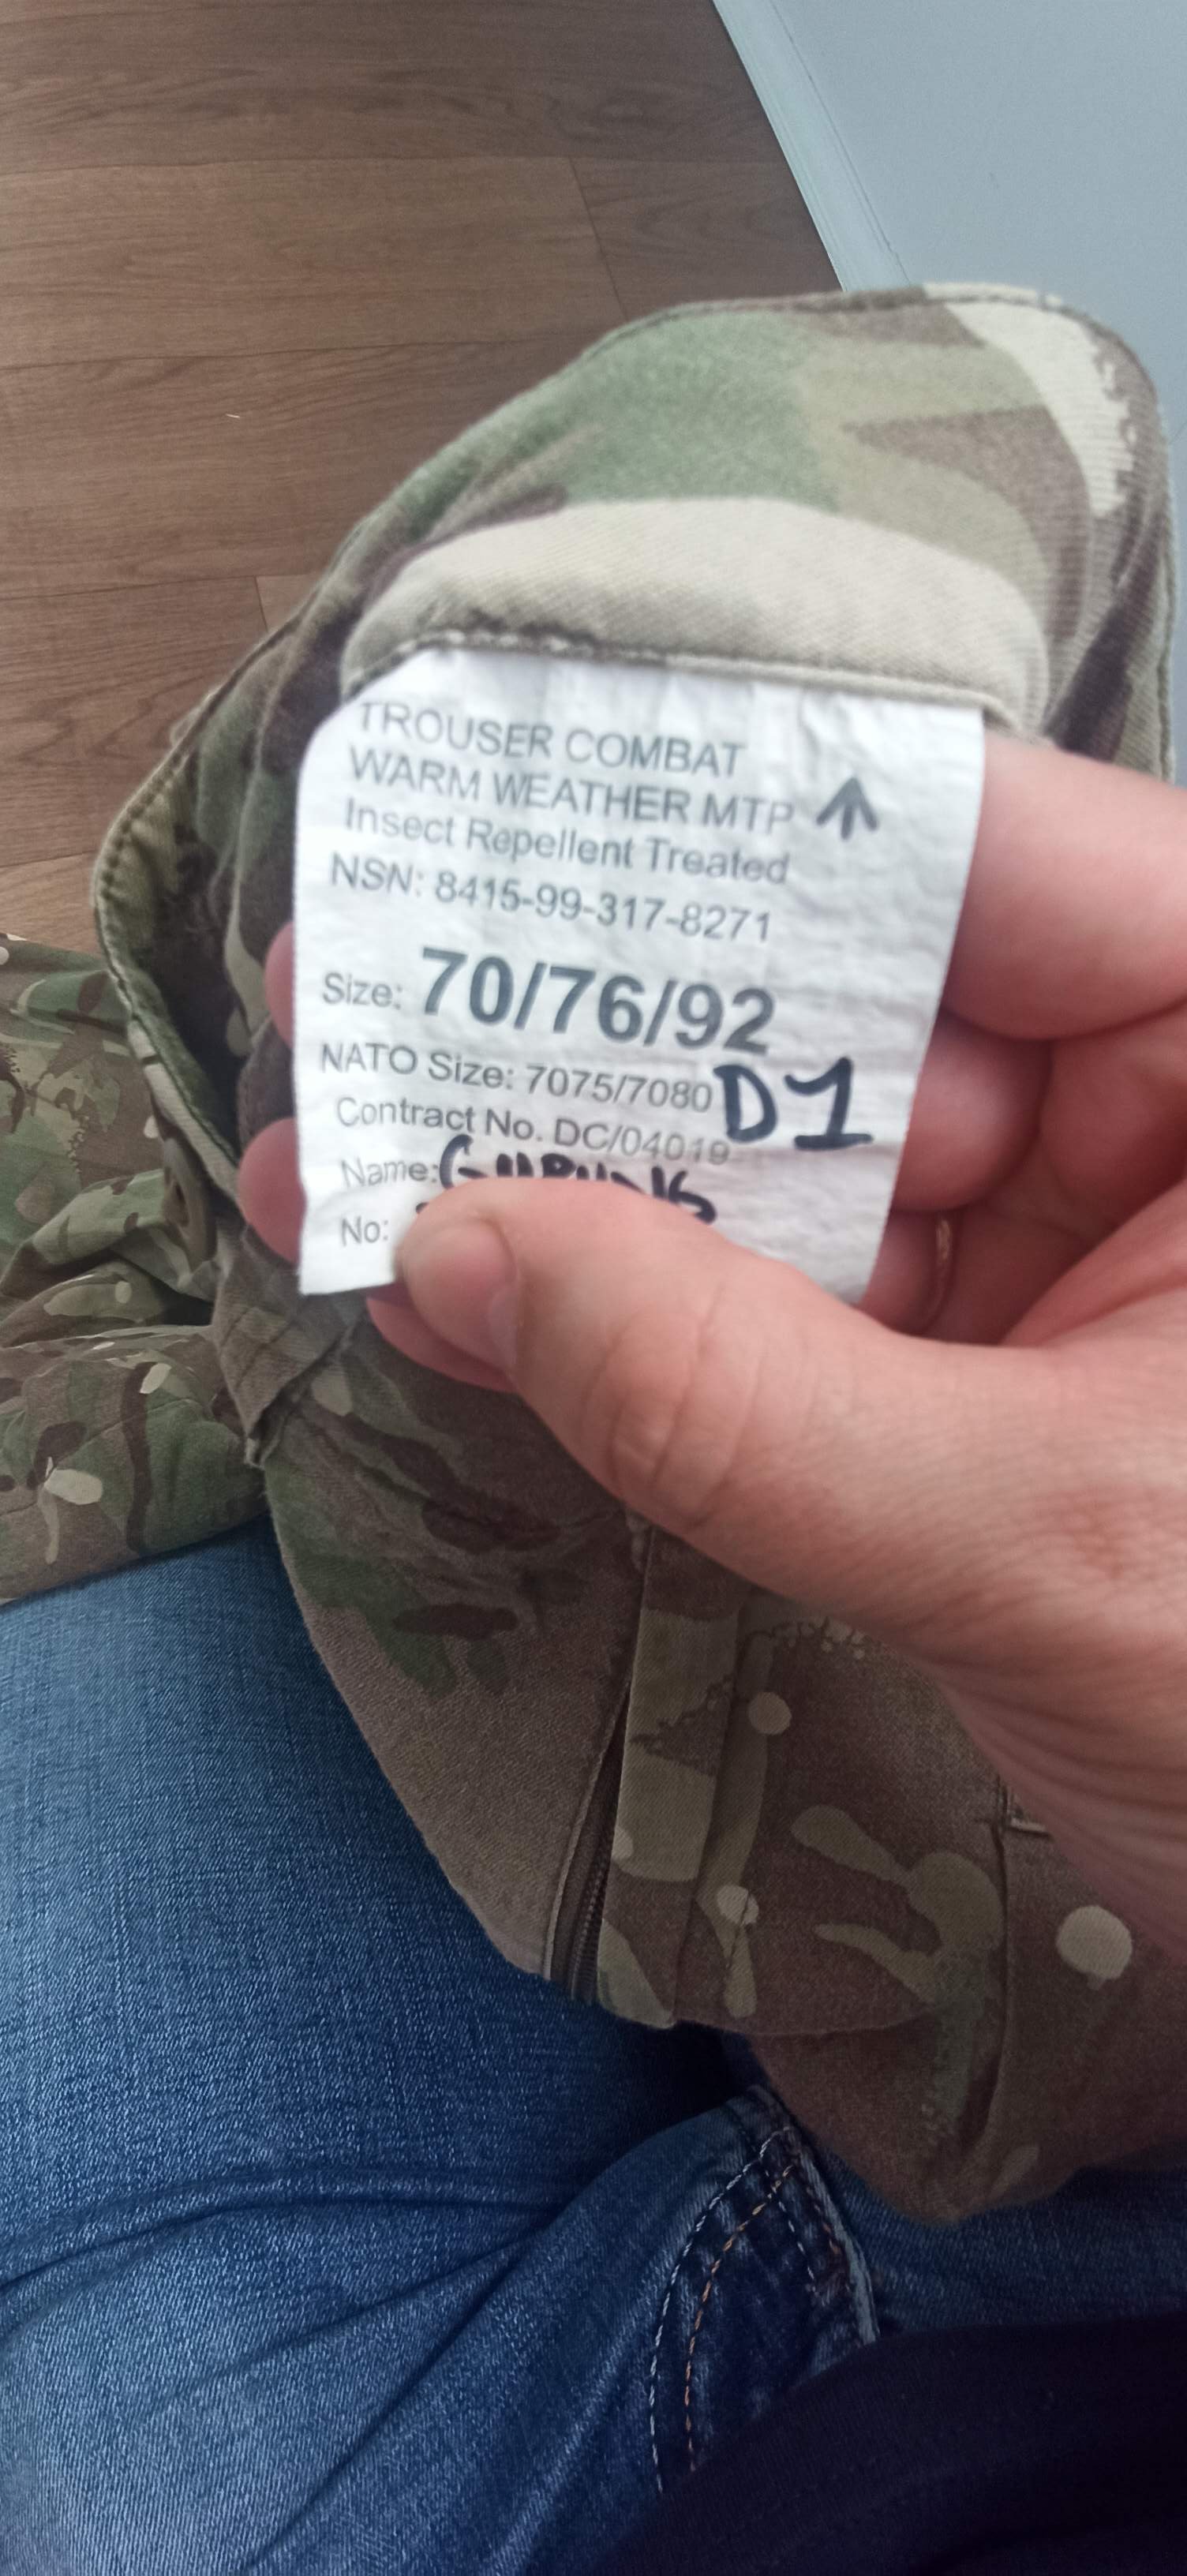 TROUSER COMBAT
WARM WEATHER MTP
Insect Repellent Treated
NSN: 8415-99-317-8271
Size: 70/76/92
NATO Size: 7075/7080 D1
Contract No. DC/04019
Name:
No: